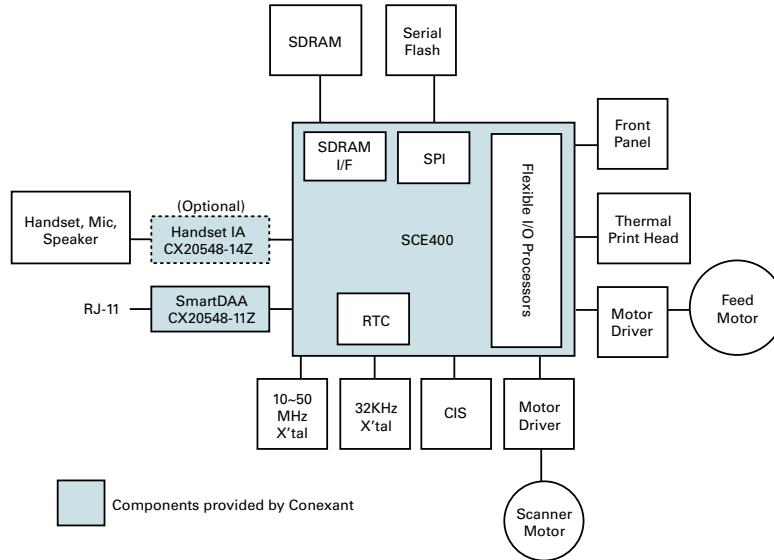 SDRAM
Serial
Flash
SDRAM
I/F
SPI
Flexible I/O Processors
Front
Panel
(Optional)
Handset, Mic,
Speaker
Handset IA
CX20548-14Z
SCE400
Thermal
Print Head
RJ-11
SmartDAA
CX20548-11Z
RTC
Motor
Driver
Feed
Motor
10~50
MHz
X'tal
32KHz
X'tal
CIS
Motor
Driver
Components provided by Conexant
Scanner
Motor